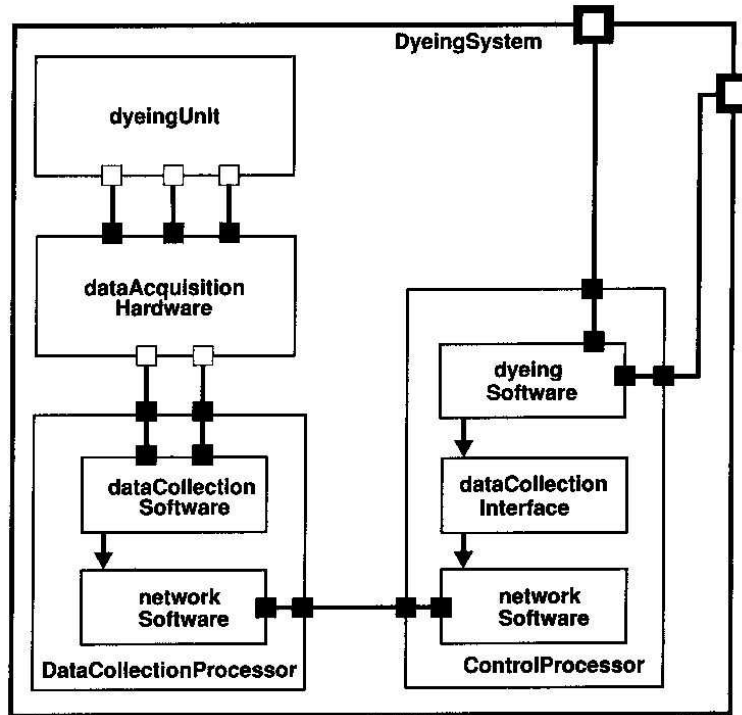 DyeingSystem
dyeingUnit
dataAcquisition
Hardware
dyeing
Software
dataCollection
Software
dataCollection
Interface
network
Software
network
Software
DataCollectionProcessor
ControlProcessor